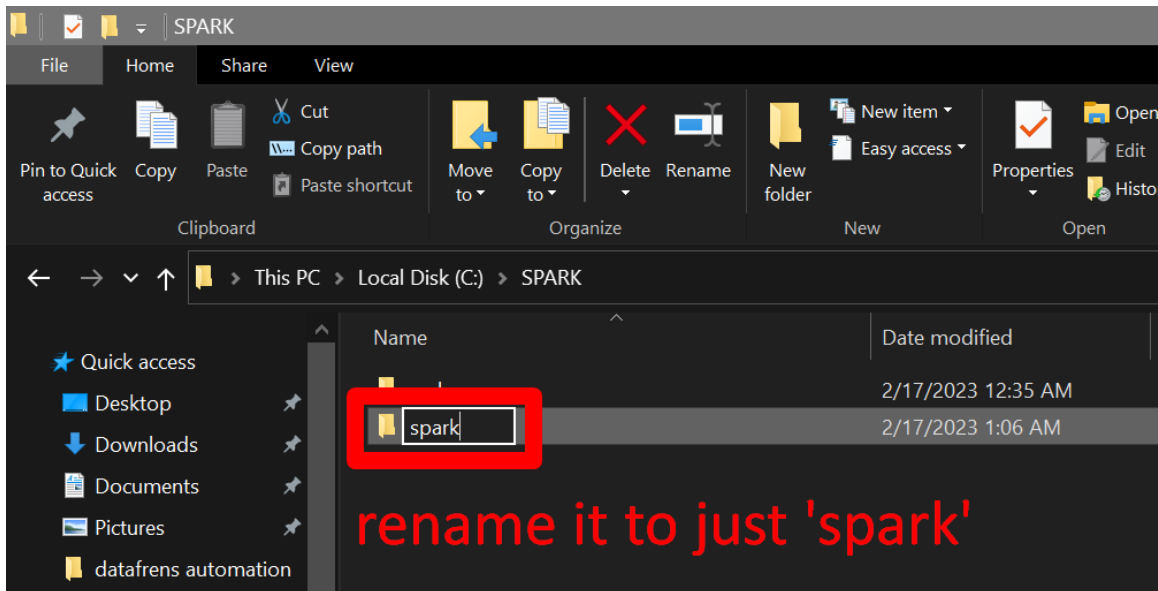 SPARK
File Home Share View
Pin to Quick access
Copy
Paste
Cut
Copy path
Paste shortcut
Move to
Copy to
Delete
Rename
New folder
New item
Easy access
Properties
Open
Edit
Histo
Clipboard Organize New Open
This PC > Local Disk (C:) > SPARK
Name Date modified
Quick access
Desktop
Downloads
Documents
Pictures
datafrens automation
2/17/2023 12:35 AM
spark 2/17/2023 1:06 AM
rename it to just 'spark'